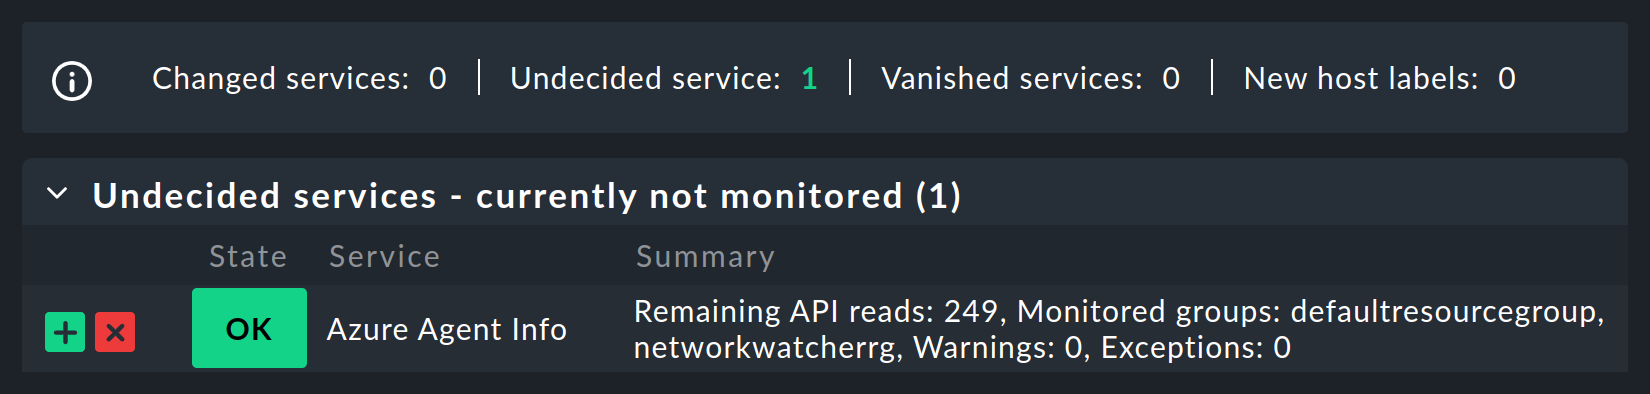 Changed services: 0 | Undecided service: 1 | Vanished services: 0 | New host labels: 0
Undecided services - currently not monitored (1)
State Service Summary
OK Azure Agent Info Remaining API reads: 249, Monitored groups: defaultresourcegroup,
networkwatcherrg, Warnings: 0, Exceptions: 0